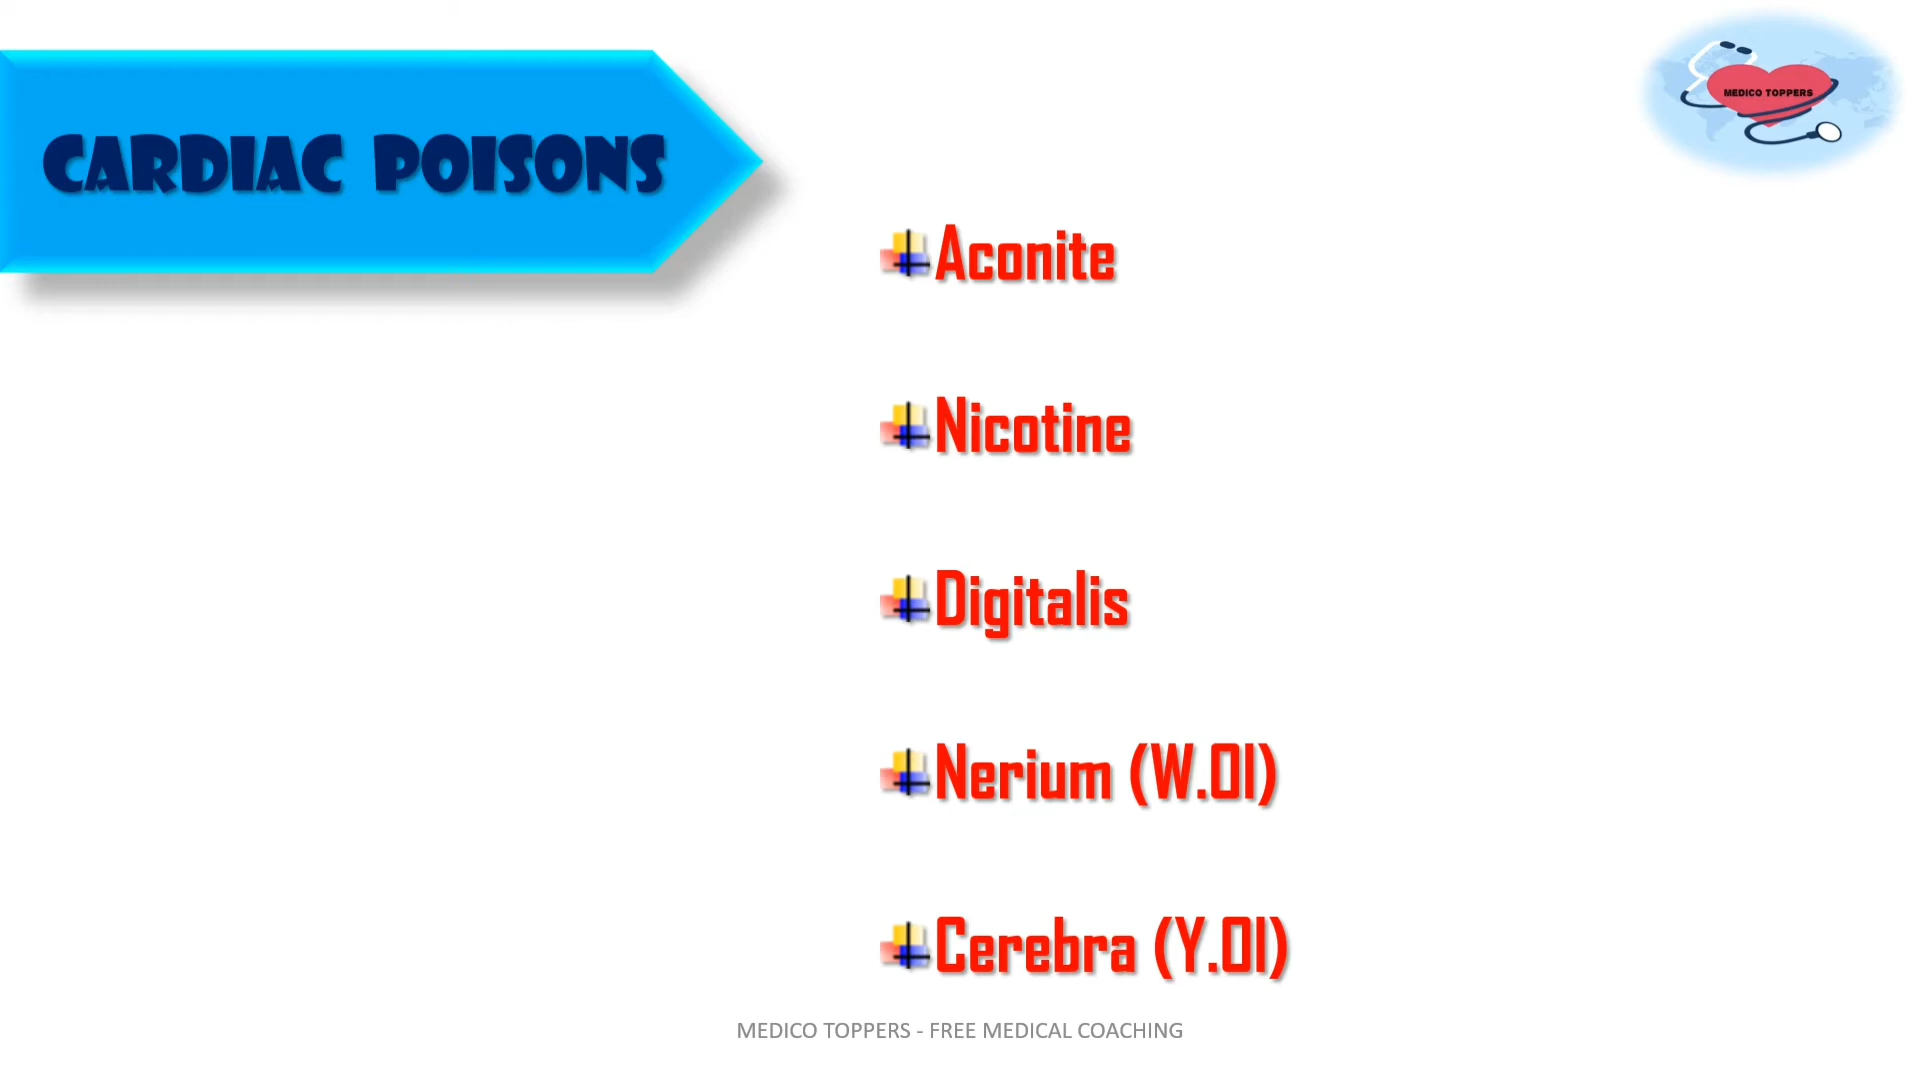 MEDICO TOPPERS
CARDIAC POISONS
Aconite
Nicotine
Digitalis
Nerium (W.Ol)
Cerebra (Y.Ol)
MEDICO TOPPERS - FREE MEDICAL COACHING